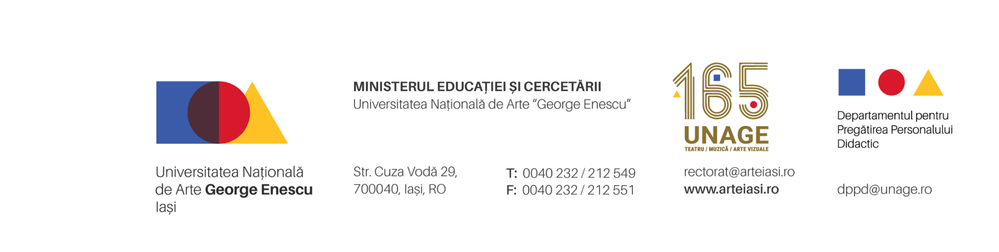 Universitatea Națională
de Arte George Enescu
Iași
MINISTERUL EDUCAȚIEI ȘI CERCETĂRII
Universitatea Națională de Arte “George Enescu”
Str. Cuza Vodă 29,
700040, Iași, RO
T: 0040 232 / 212 549
F: 0040 232 / 212 551
165
UNAGE
TEATRU / MUZICĂ / ARTE VIZUALE
rectorat@arteiasi.ro
www.arteiasi.ro
Departamentul pentru
Pregătirea Personalului
Didactic
dppd@unage.ro